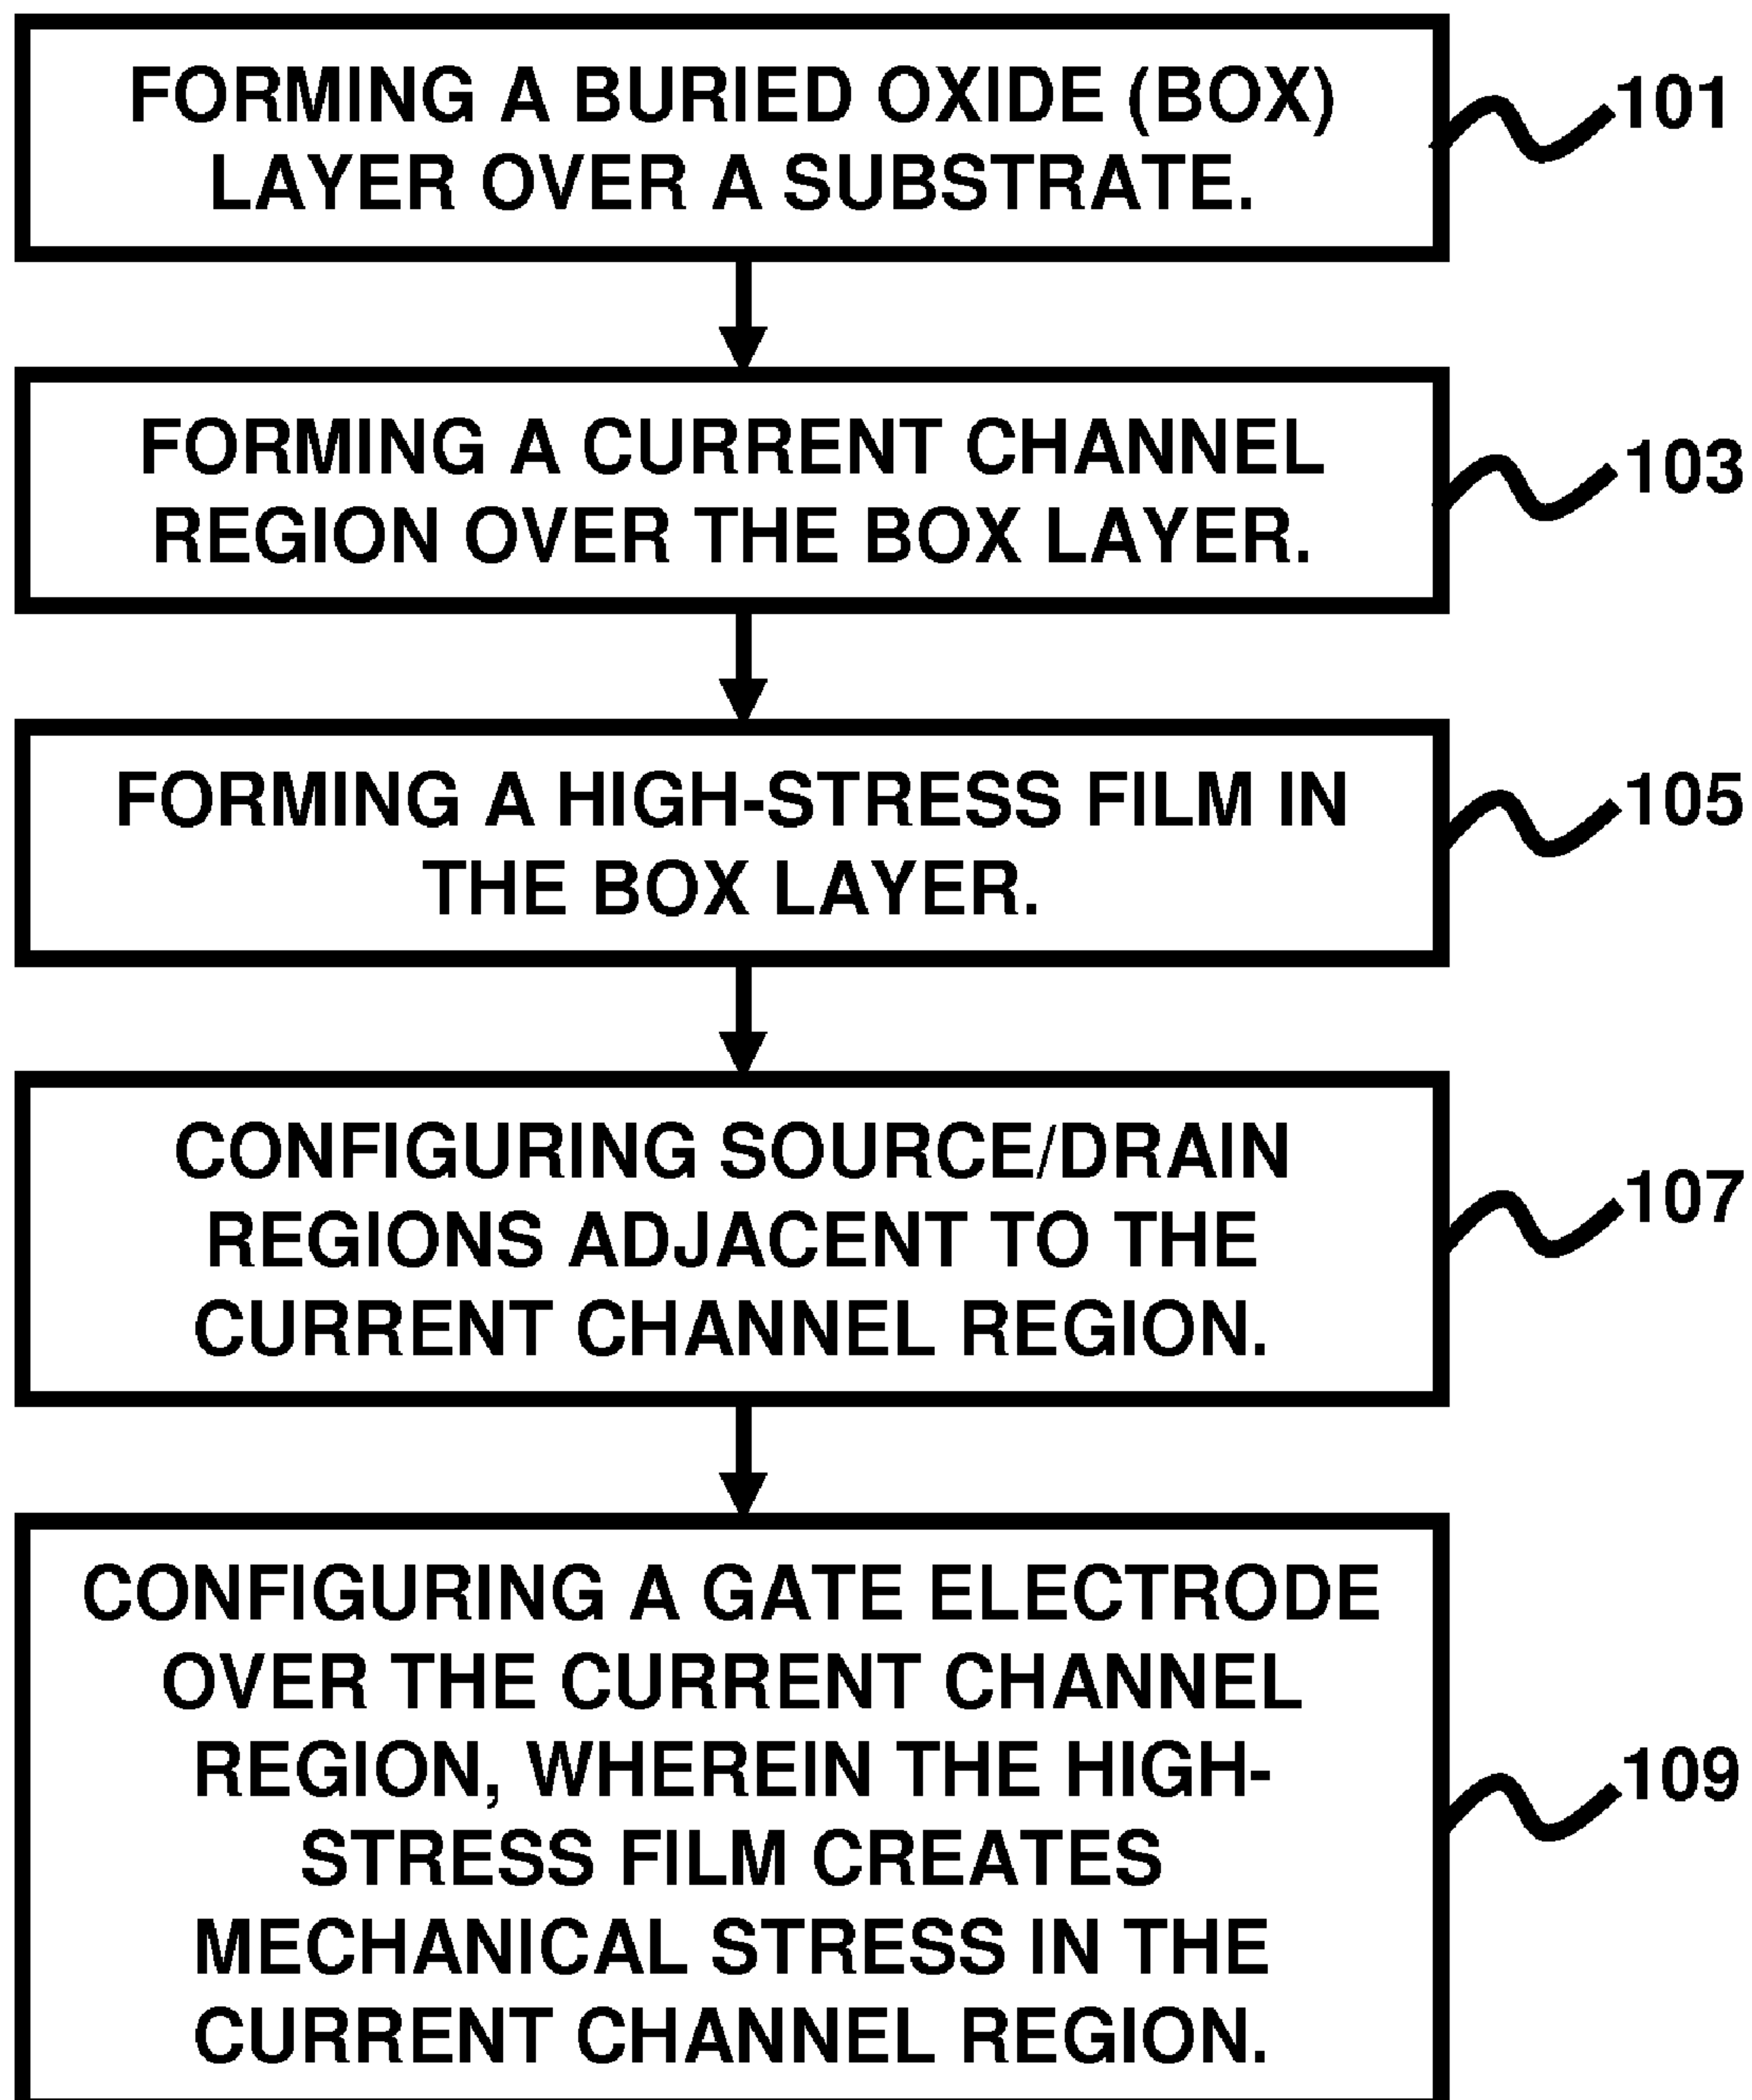 FORMING A BURIED OXIDE (BOX)
LAYER OVER A SUBSTRATE.
101
FORMING A CURRENT CHANNEL
REGION OVER THE BOX LAYER.
103
FORMING A HIGH-STRESS FILM IN
THE BOX LAYER.
105
CONFIGURING SOURCE/DRAIN
REGIONS ADJACENT TO THE
CURRENT CHANNEL REGION.
107
CONFIGURING A GATE ELECTRODE
OVER THE CURRENT CHANNEL
REGION, WHEREIN THE HIGH-
STRESS FILM CREATES
MECHANICAL STRESS IN THE
CURRENT CHANNEL REGION.
109